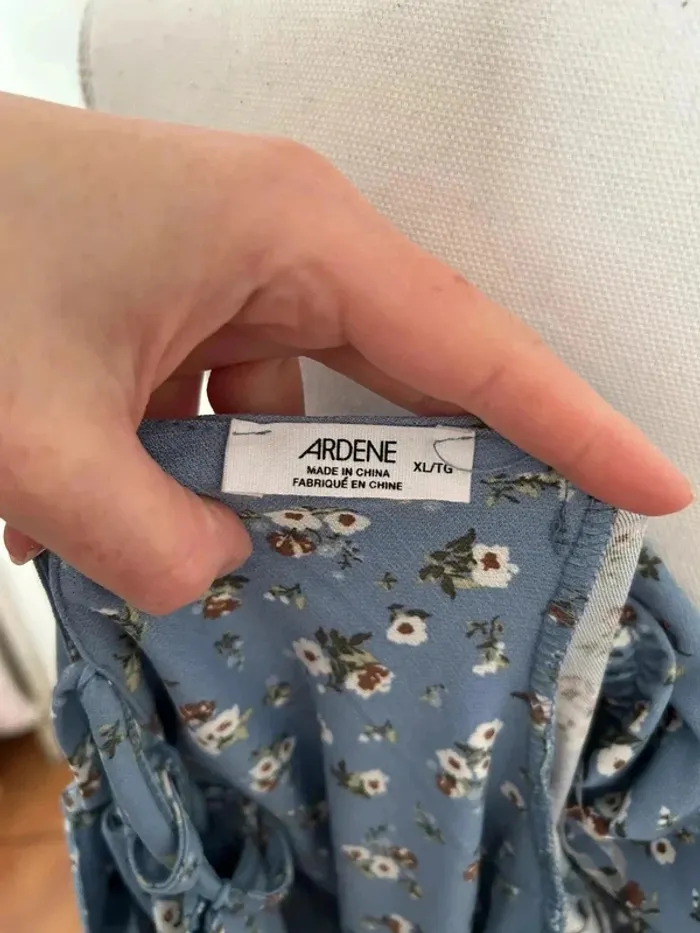 ARDENE
MADE IN CHINA
FABRIQUÉ EN CHINE
XL/TG